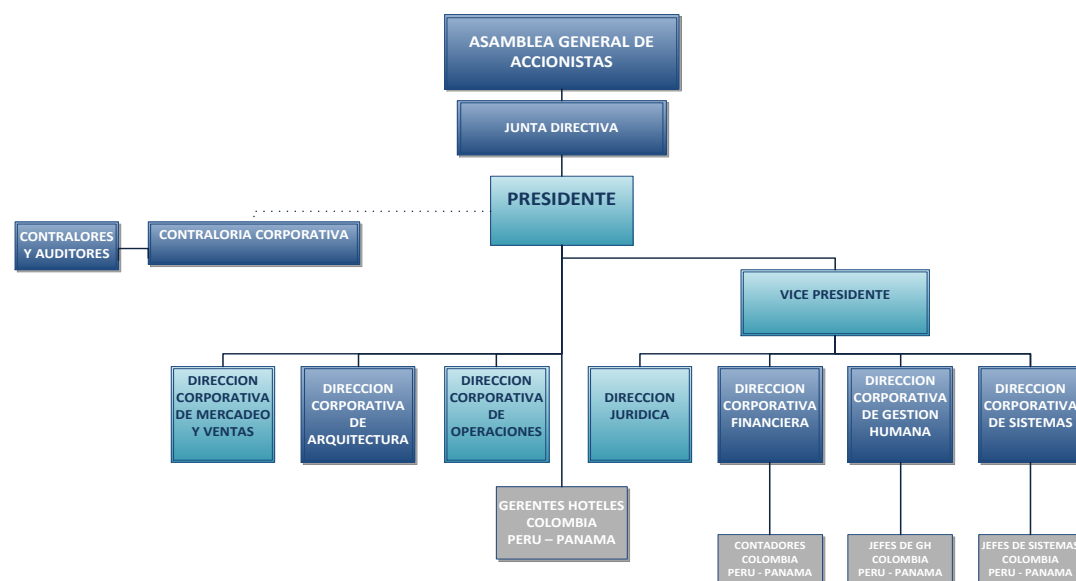 ASAMBLEA GENERAL DE
ACCIONISTAS
JUNTA DIRECTIVA
PRESIDENTE
CONTRALORES
Y AUDITORES
CONTRALORIA CORPORATIVA
VICE PRESIDENTE
DIRECCION
CORPORATIVA
DE MERCADEO
Y VENTAS
DIRECCION
CORPORATIVA
DE
ARQUITECTURA
DIRECCION
CORPORATIVA
DE
OPERACIONES
DIRECCION
JURIDICA
DIRECCION
CORPORATIVA
FINANCIERA
DIRECCION
CORPORATIVA
DE GESTION
HUMANA
DIRECCION
CORPORATIVA
DE SISTEMAS
GERENTES HOTELES
COLOMBIA
PERU – PANAMA
CONTADORES
COLOMBIA
PERU - PANAMA
JEFES DE GH
COLOMBIA
PERU - PANAMA
JEFES DE SISTEMAS
COLOMBIA
PERU - PANAMA